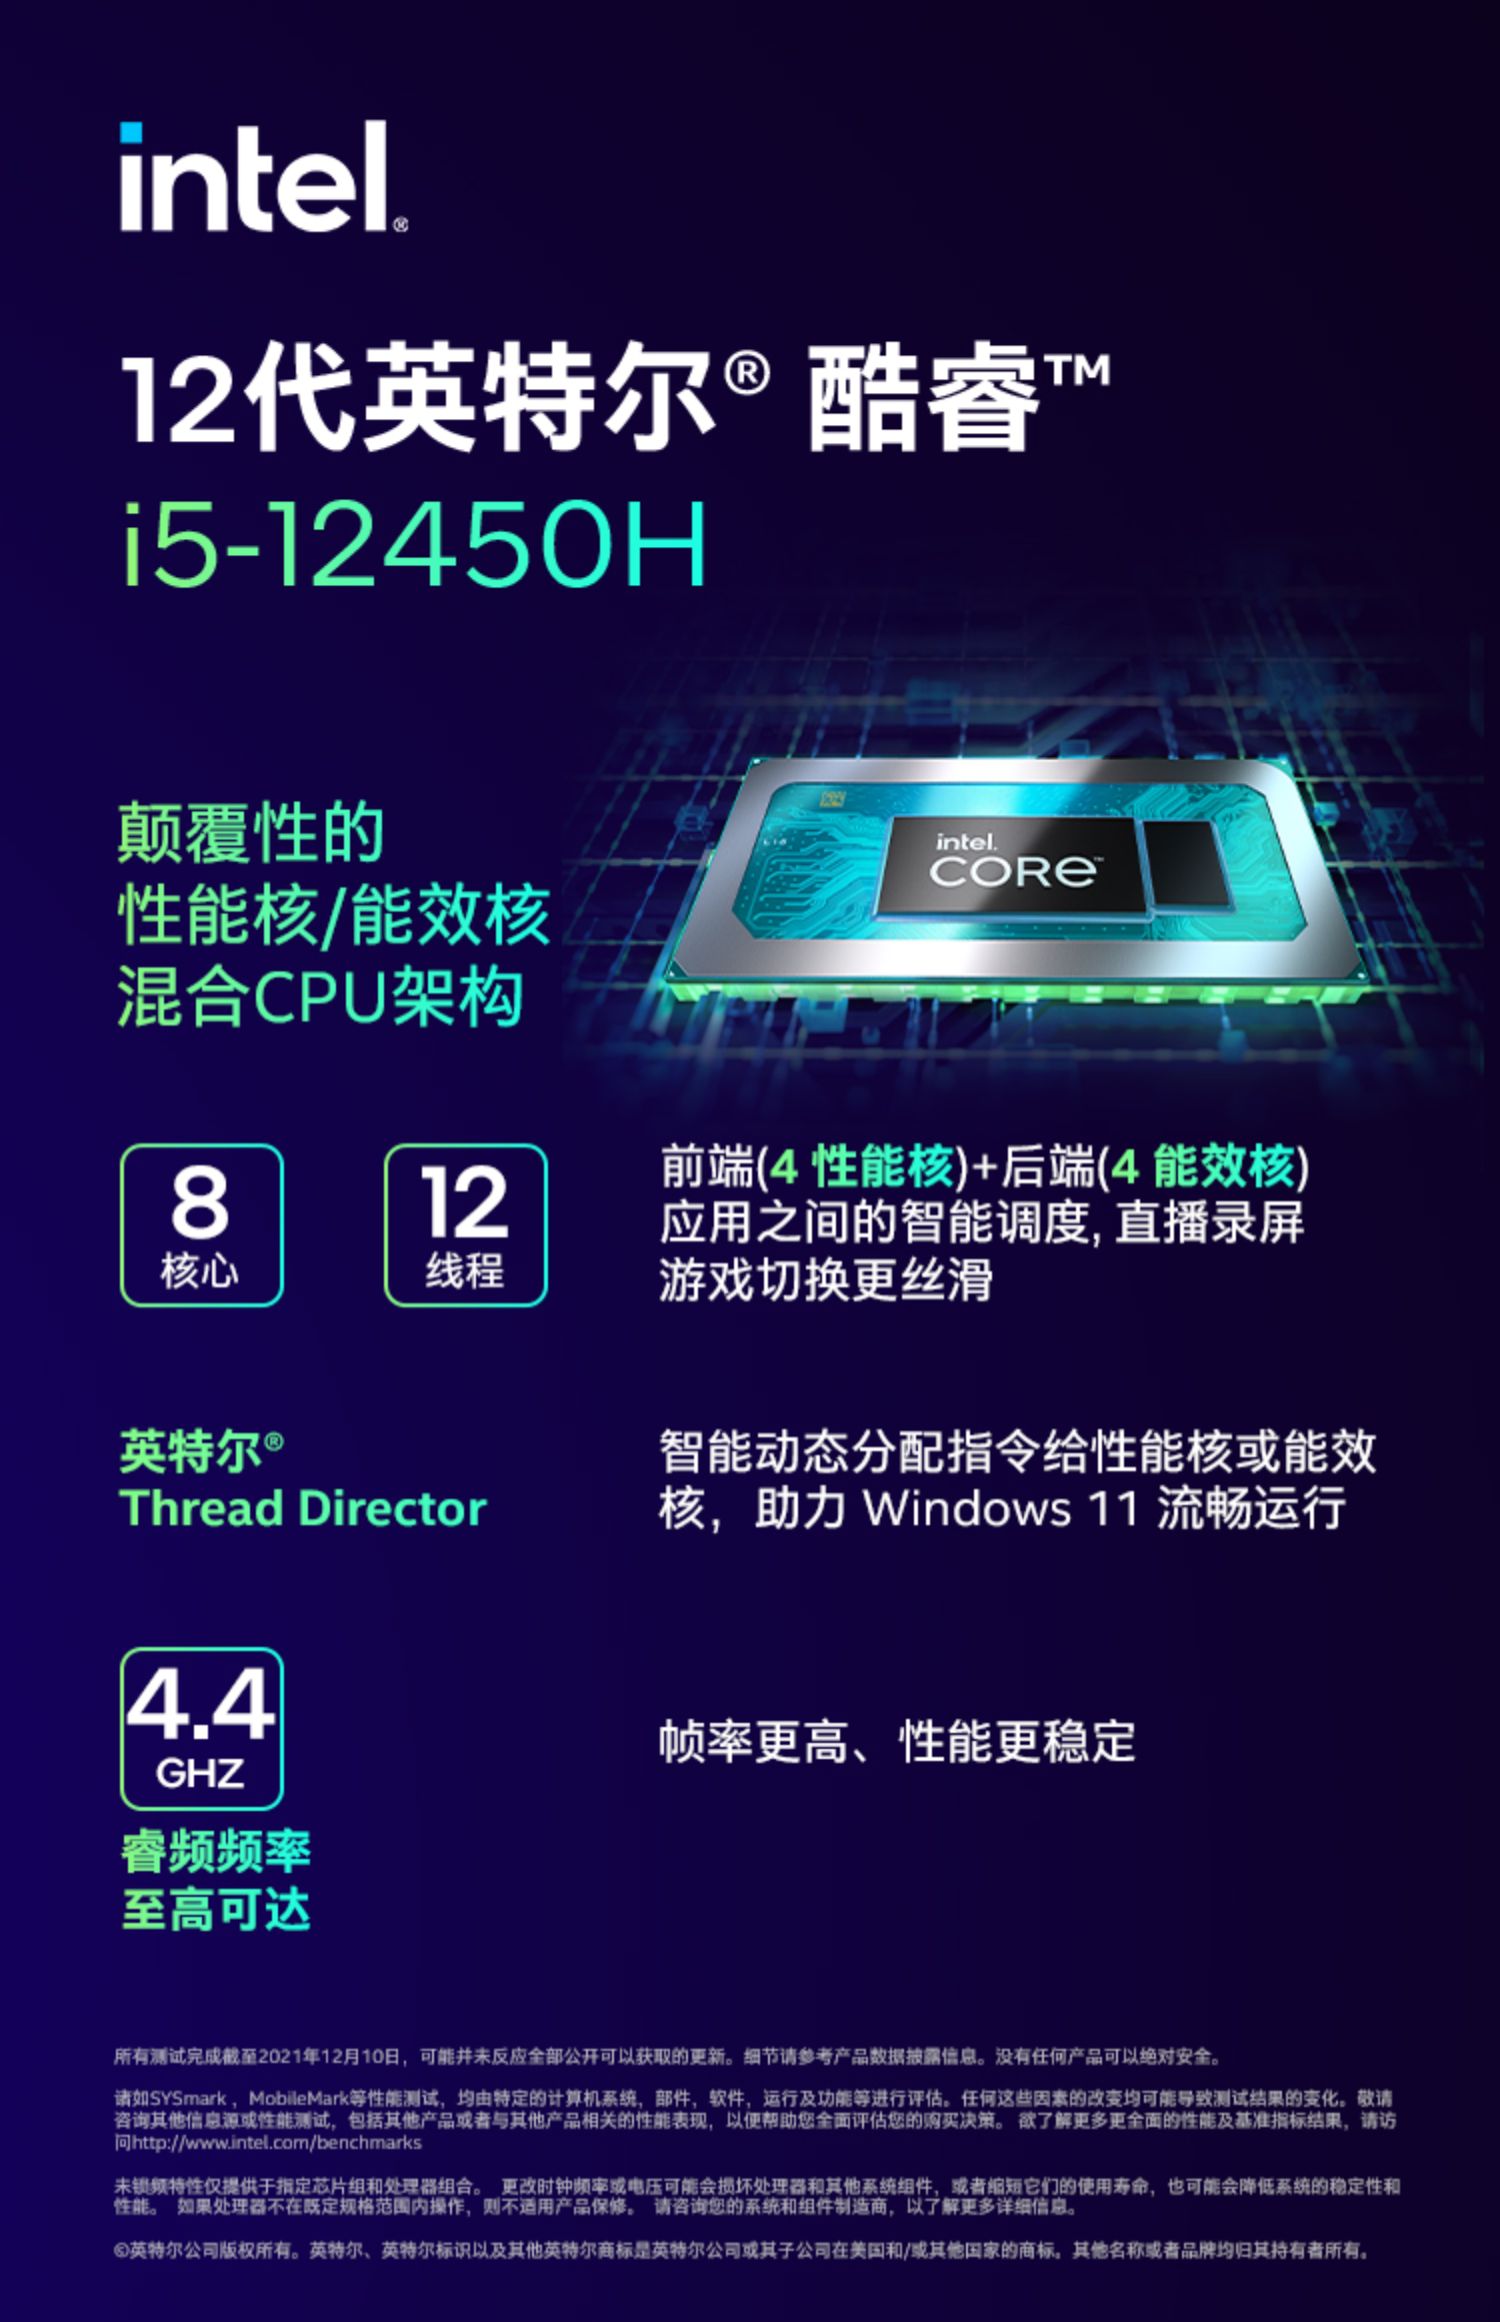 intel®
12代英特尔® 酷睿™
i5-12450H
颠覆性的
性能核/能效核
混合CPU架构
intel.
CORe™
8
核心
12
线程
前端(4 性能核)+后端(4 能效核)
应用之间的智能调度, 直播录屏
游戏切换更丝滑
英特尔®
Thread Director
智能动态分配指令给性能核或能效
核，助力 Windows 11 流畅运行
4.4
GHZ
睿频频率
至高可达
帧率更高、性能更稳定
所有测试完成截至2021年12月10日，可能并未反应全部公开可以获取的更新。细节请参考产品数据披露信息。没有任何产品可以绝对安全。
诸如SYSmark，MobileMark等性能测试，均由特定的计算机系统，部件，软件，运行及功能等进行评估。任何这些因素的改变均可能导致测试结果的变化。敬请
咨询其他信息源或性能测试，包括其他产品或者与其他产品相关的性能表现，以便帮助您全面评估您的购买决策。 欲了解更多更全面的性能及基准指标结果，请访
问http://www.intel.com/benchmarks
未锁频特性仅提供于指定芯片组和处理器组合。 更改时钟频率或电压可能会损坏处理器和其他系统组件，或者缩短它们的使用寿命，也可能会降低系统的稳定性和
性能。 如果处理器不在既定规格范围内操作，则不适用产品保修。 请咨询您的系统和组件制造商，以了解更多详细信息。
©英特尔公司版权所有。英特尔、英特尔标识以及其他英特尔商标是英特尔公司或其子公司在美国和/或其他国家的商标。其他名称或者品牌均归其持有者所有。